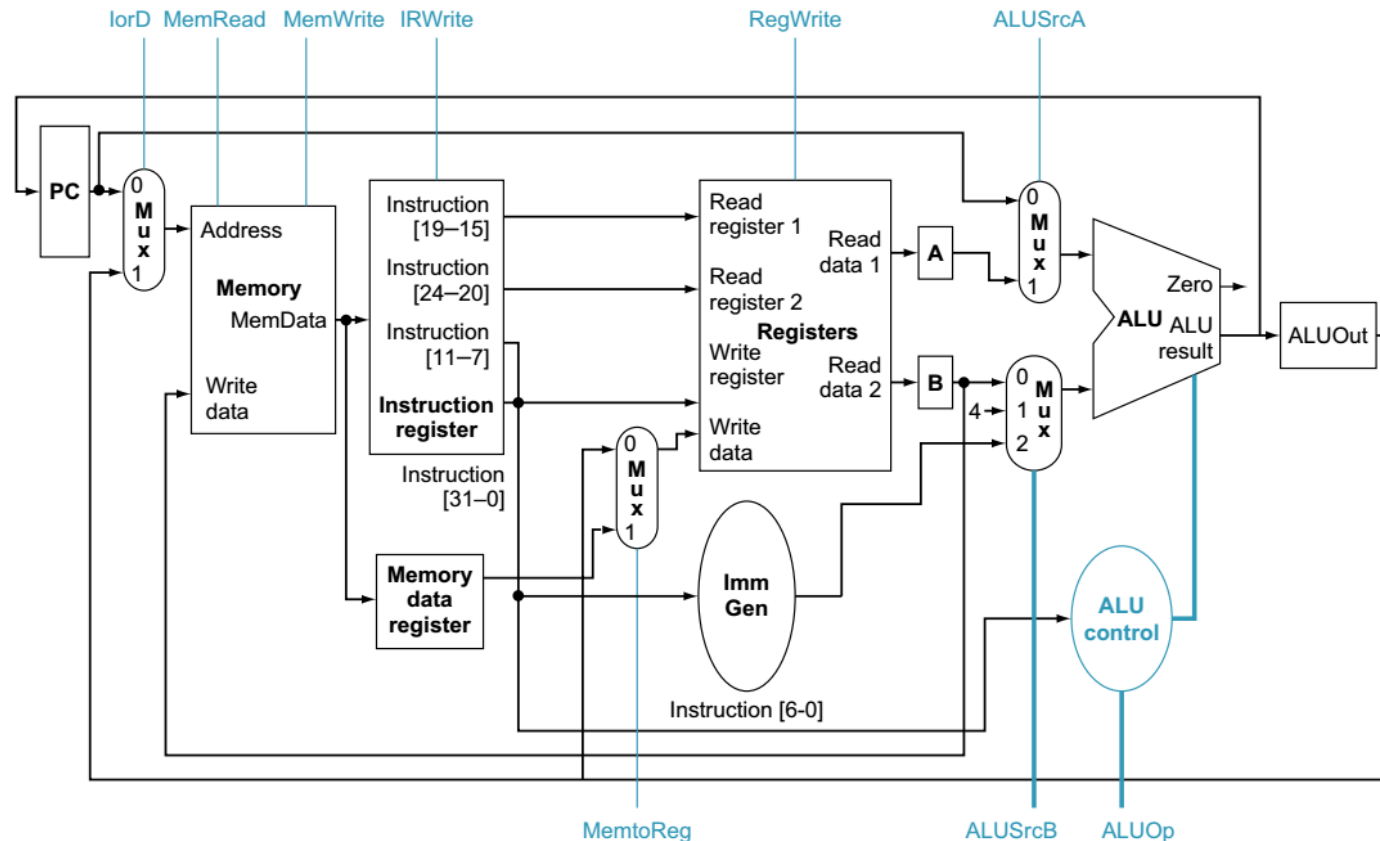 IorD MemRead MemWrite IRWrite RegWrite ALUSrcA
PC
0
M
u
x
1
Address
Memory
MemData
Write
data
Instruction
[19–15]
Instruction
[24–20]
Instruction
[11–7]
Instruction
register
Instruction
[31–0]
Memory
data
register
0
M
u
x
1
Read
register 1
Read
register 2
Registers
Write
register
Write
data
Read
data 1
Read
data 2
Imm
Gen
Instruction [6-0]
A
B
4
0
M
u
x
1
0
1
2
M
u
x
Zero
ALU
ALU
result
ALUOut
ALU
control
MemtoReg ALUSrcB ALUOp